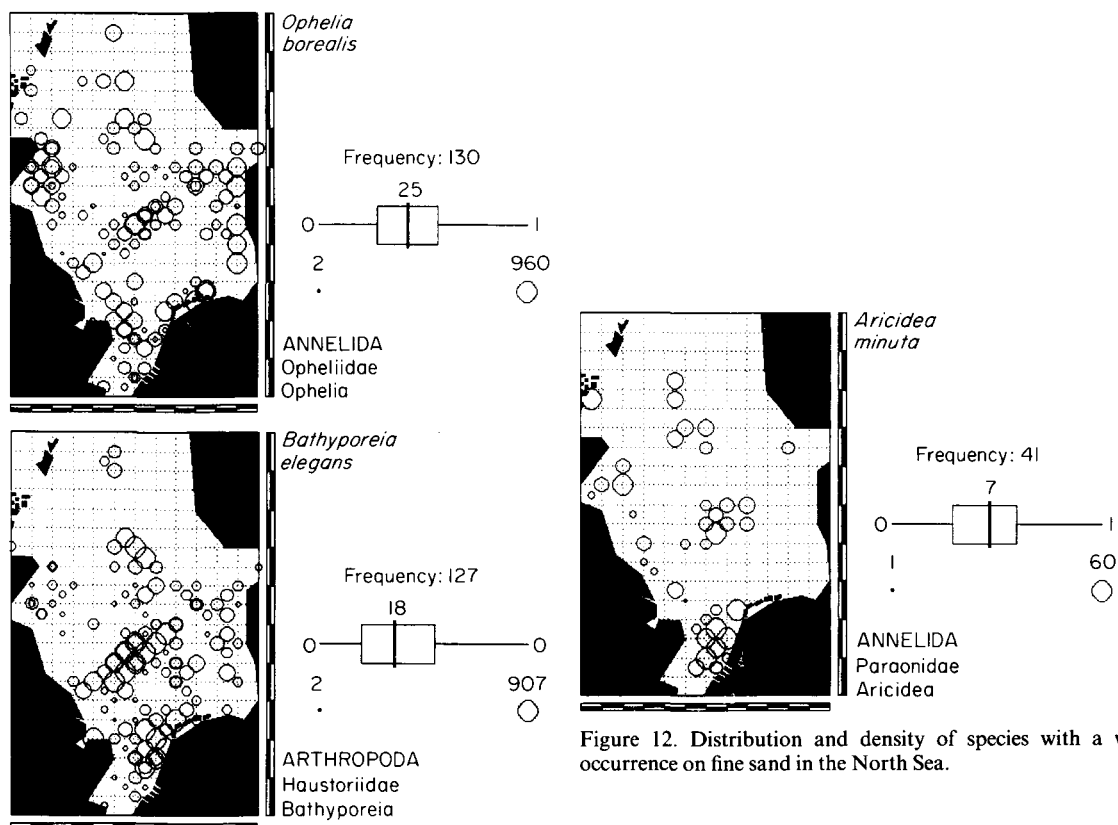 Ophelia
borealis
Frequency: 130
25
0
1
2
960
ANNELIDA
Opheliidae
Ophelia
Bathyporeia
elegans
Frequency: 127
18
0
0
2
907
ARTHROPODA
Haustoriidae
Bathyporeia
Aricidea
minuta
Frequency: 41
7
0
1
1
60
ANNELIDA
Paraonidae
Aricidea
Figure 12. Distribution and density of species with a
occurrence on fine sand in the North Sea.